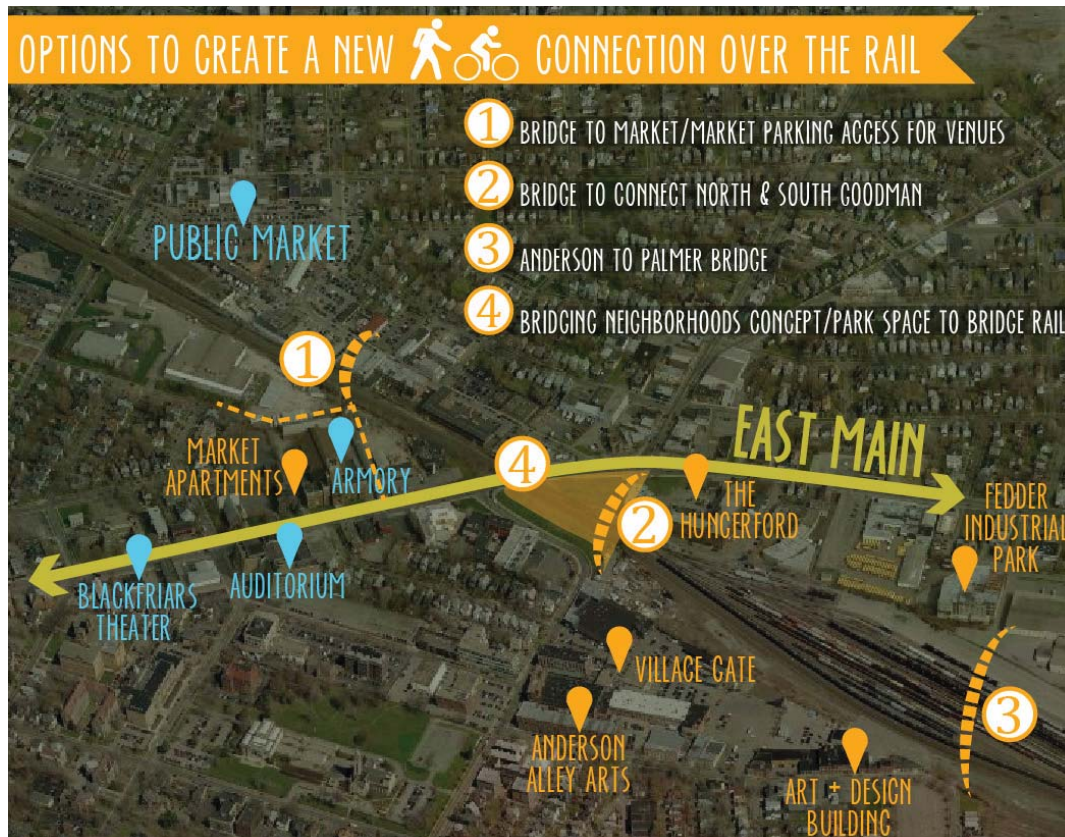 OPTIONS TO CREATE A NEW CONNECTION OVER THE RAIL
1 BRIDGE TO MARKET/MARKET PARKING ACCESS FOR VENUES
2 BRIDGE TO CONNECT NORTH & SOUTH GOODMAN
3 ANDERSON TO PALMER BRIDGE
4 BRIDGING NEIGHBORHOODS CONCEPT/PARK SPACE TO BRIDGE RAIL
PUBLIC MARKET
1
MARKET
APARTMENTS
ARMORY
4
EAST MAIN
2
THE
HUNGERFORD
FEDDER
INDUSTRIAL
PARK
BLACKFRIARS
THEATER
AUDITORIUM
VILLAGE GATE
ANDERSON
ALLEY ARTS
3
ART + DESIGN
BUILDING